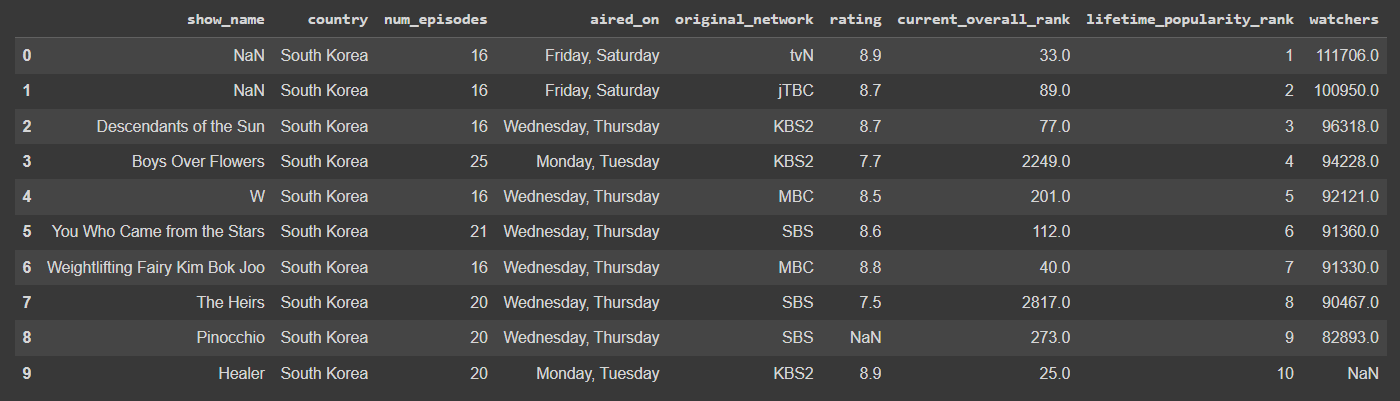 show_name country num_episodes aired_on original_network rating current_overall_rank lifetime_popularity_rank watchers
0 NaN South Korea 16 Friday, Saturday tvN 8.9 33.0 1 111706.0
1 NaN South Korea 16 Friday, Saturday jTBC 8.7 89.0 2 100950.0
2 Descendants of the Sun South Korea 16 Wednesday, Thursday KBS2 8.7 77.0 3 96318.0
3 Boys Over Flowers South Korea 25 Monday, Tuesday KBS2 7.7 2249.0 4 94228.0
4 W South Korea 16 Wednesday, Thursday MBC 8.5 201.0 5 92121.0
5 You Who Came from the Stars South Korea 21 Wednesday, Thursday SBS 8.6 112.0 6 91360.0
6 Weightlifting Fairy Kim Bok Joo South Korea 16 Wednesday, Thursday MBC 8.8 40.0 7 91330.0
7 The Heirs South Korea 20 Wednesday, Thursday SBS 7.5 2817.0 8 90467.0
8 Pinocchio South Korea 20 Wednesday, Thursday SBS NaN 273.0 9 82893.0
9 Healer South Korea 20 Monday, Tuesday KBS2 8.9 25.0 10 NaN